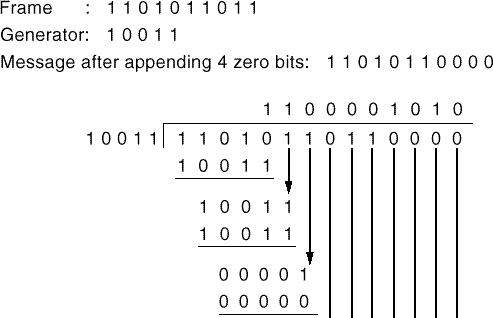 Frame : 1 1 0 1 0 1 1 0 1 1
Generator: 1 0 0 1 1
Message after appending 4 zero bits: 1 1 0 1 0 1 1 0 0 0 0
1 1 0 0 0 0 1 0 1 0
1 0 0 1 1 1 1 0 1 0 1 1 0 1 1 0 0 0 0
1 0 0 1 1
1 0 0 1 1
1 0 0 1 1
0 0 0 0 1
0 0 0 0 0